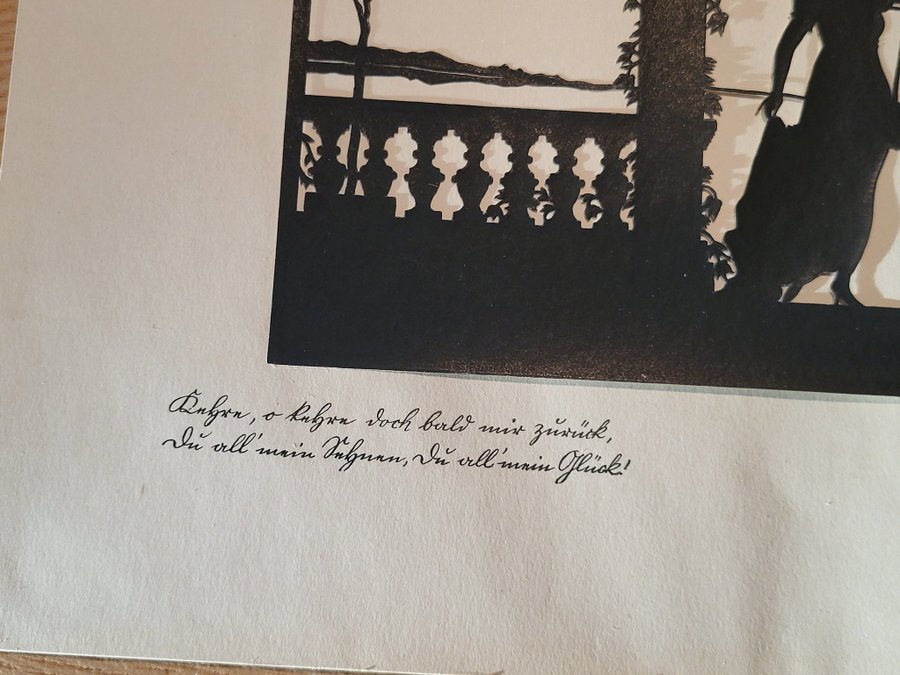 Kehre, o kehre doch bald mir zurück,
Du all' mein Sehnen, Du all' mein Glück!